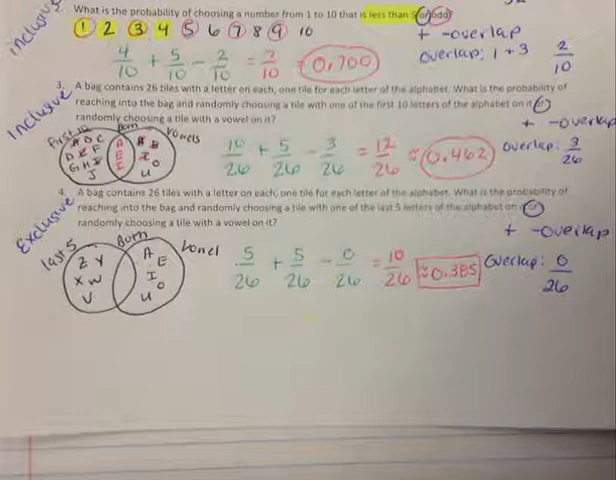 2. What is the probability of choosing a number from 1 to 10 that is less than 5 or odd?
inclusive
1 2 3 4 5 6 7 8 9 10
+ -overlap
overlap: 1 + 3 2/10
4/10 + 5/10 - 2/10 = 7/10 = 0.700
Inclusive
3. A bag contains 26 tiles with a letter on each, one tile for each letter of the alphabet. What is the probability of
reaching into the bag and randomly choosing a tile with one of the first 10 letters of the alphabet on it or
randomly choosing a tile with a vowel on it?
+ -overlap
First 10 Both Vowels
A B C A A E
D E F E I
G H I I O
J U
10/26 + 5/26 - 3/26 = 12/26 ≈ 0.462 overlap: 3/26
Exclusive
4. A bag contains 26 tiles with a letter on each, one tile for each letter of the alphabet. What is the probability of
reaching into the bag and randomly choosing a tile with one of the last 5 letters of the alphabet on it or
randomly choosing a tile with a vowel on it?
+ -overlap
last 5 Both Vowel
Z Y A E
X W I O
V U
5/26 + 5/26 - 0/26 = 10/26 ≈ 0.385 Overlap: 0/26